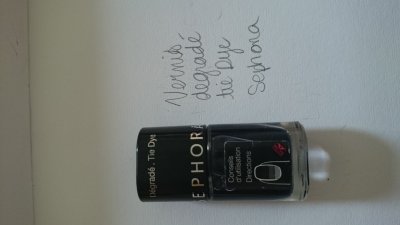 Vernis
dégradé
tie Dye
Sephora
Dégradé . Tie Dye
SEPHORA
Conseils
d'utilisation
Directions